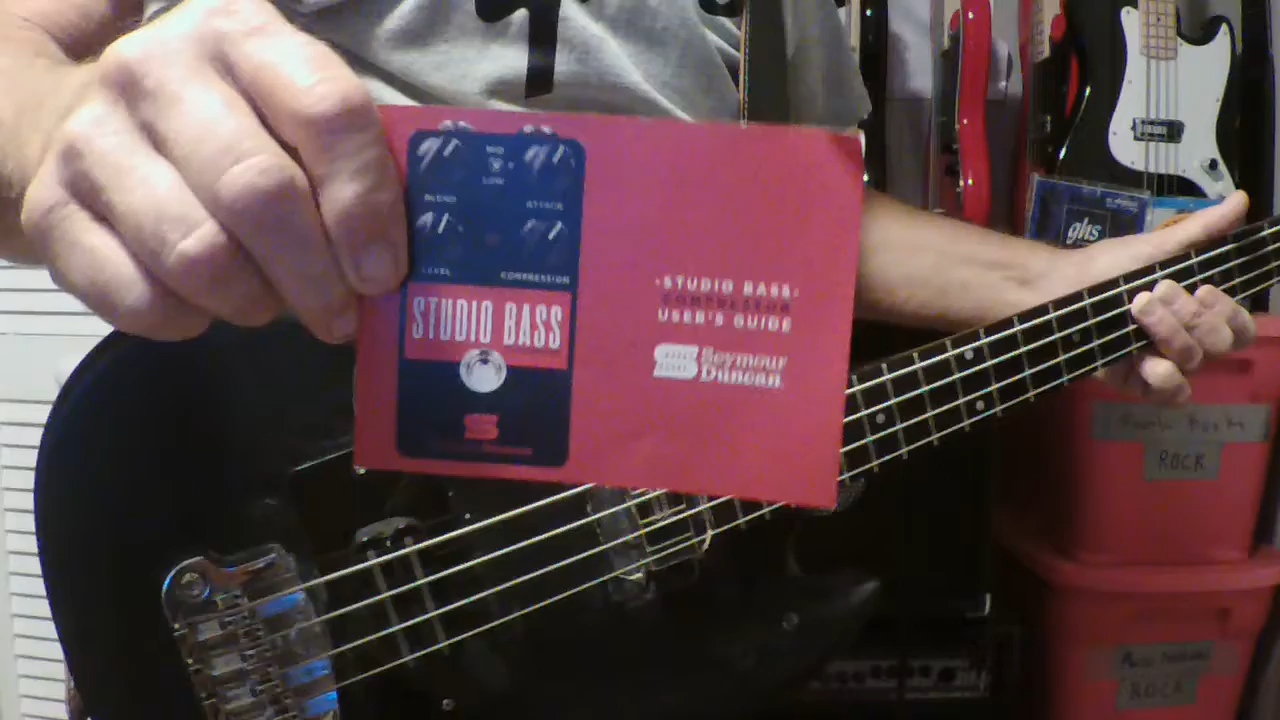 MID
LOW
BLEND
ATTACK
LEVEL
COMPRESSION
STUDIO BASS
STUDIO BASS
COMPRESSOR
USER'S GUIDE
Seymour
Duncan
ghs
ROCK
ROCK